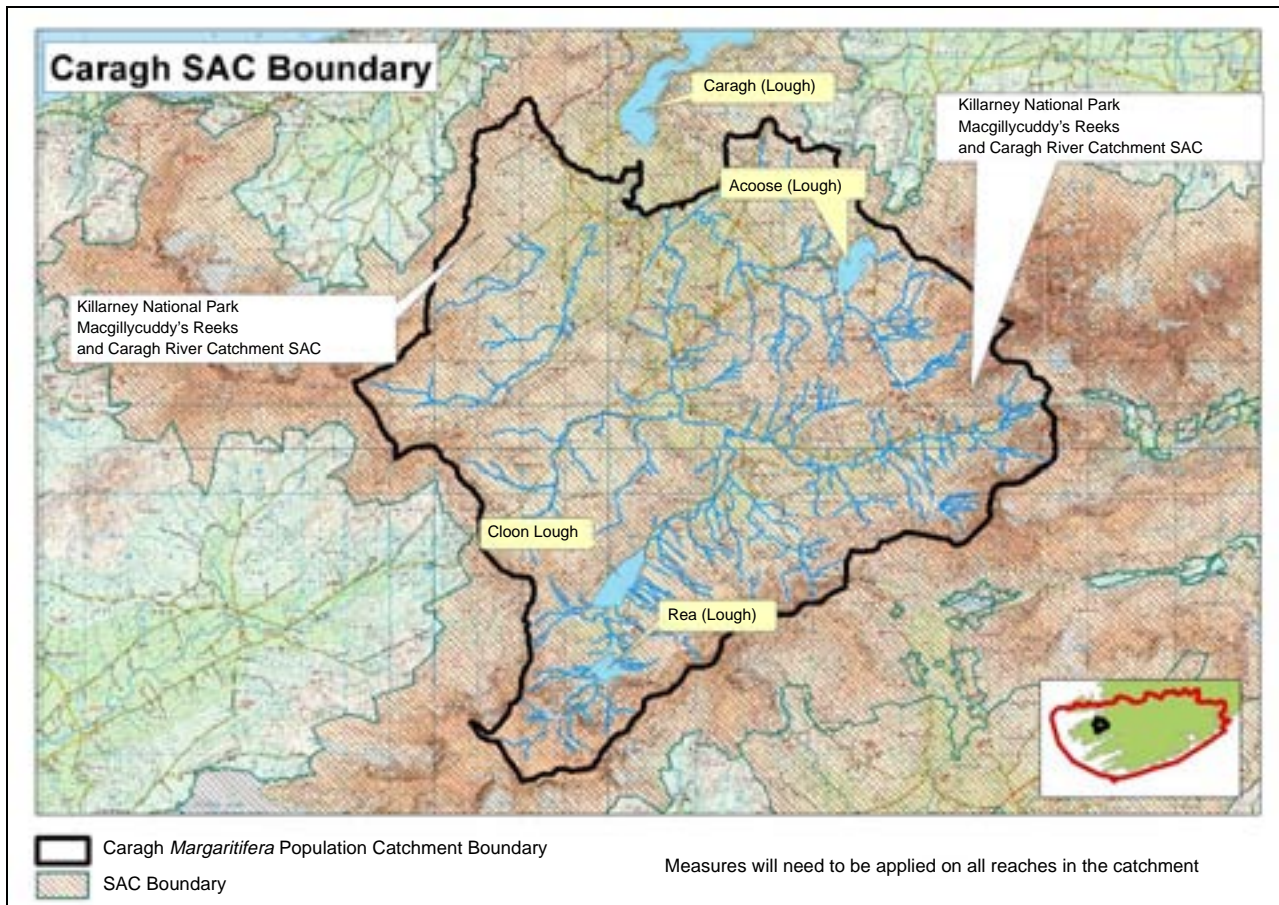 Caragh SAC Boundary
Caragh (Lough)
Killarney National Park
Macgillycuddy's Reeks
and Caragh River Catchment SAC
Acoose (Lough)
Killarney National Park
Macgillycuddy's Reeks
and Caragh River Catchment SAC
Cloon Lough
Rea (Lough)
Caragh Margaritifera Population Catchment Boundary
SAC Boundary
Measures will need to be applied on all reaches in the catchment